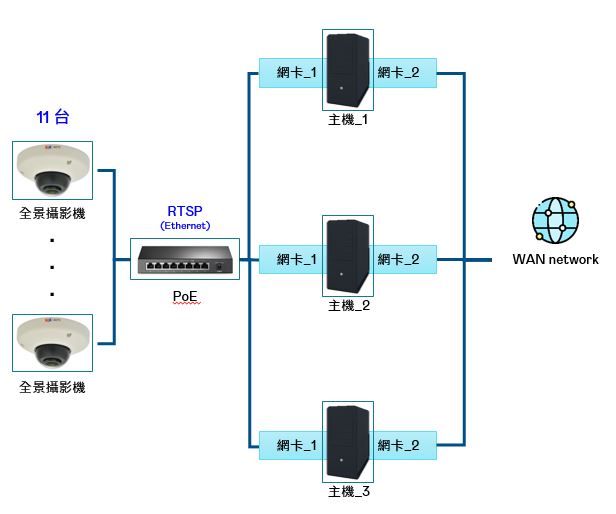 網卡_1
網卡_2
主機_1
11 台
全景攝影機
RTSP
(Ethernet)
PoE
網卡_1
網卡_2
主機_2
WAN network
全景攝影機
網卡_1
網卡_2
主機_3